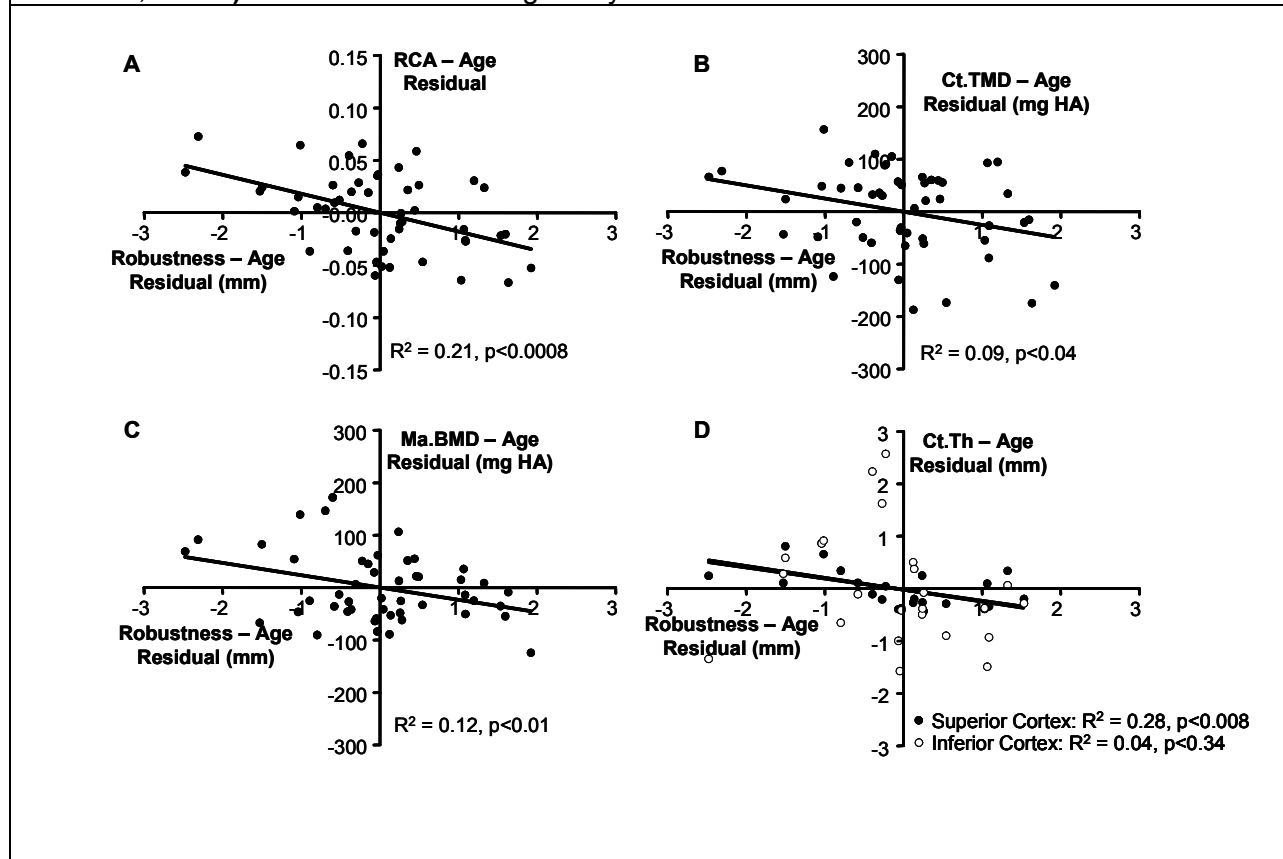 A
RCA – Age
Residual
0.15
0.10
0.05
0.00
-0.05
-0.10
-0.15
-3
-2
-1
0
1
2
3
Robustness – Age
Residual (mm)
R² = 0.21, p<0.0008
B
Ct.TMD – Age
Residual (mg HA)
300
200
100
0
-100
-200
-300
-3
-2
-1
1
2
3
Robustness – Age
Residual (mm)
R² = 0.09, p<0.04
C
Ma.BMD – Age
Residual (mg HA)
300
200
100
0
-100
-200
-300
-3
-2
-1
1
2
3
Robustness – Age
Residual (mm)
R² = 0.12, p<0.01
D
Ct.Th – Age
Residual (mm)
3
2
1
0
-1
-2
-3
-3
-2
-1
1
2
3
Robustness – Age
Residual (mm)
Superior Cortex: R² = 0.28, p<0.008
Inferior Cortex: R² = 0.04, p<0.34